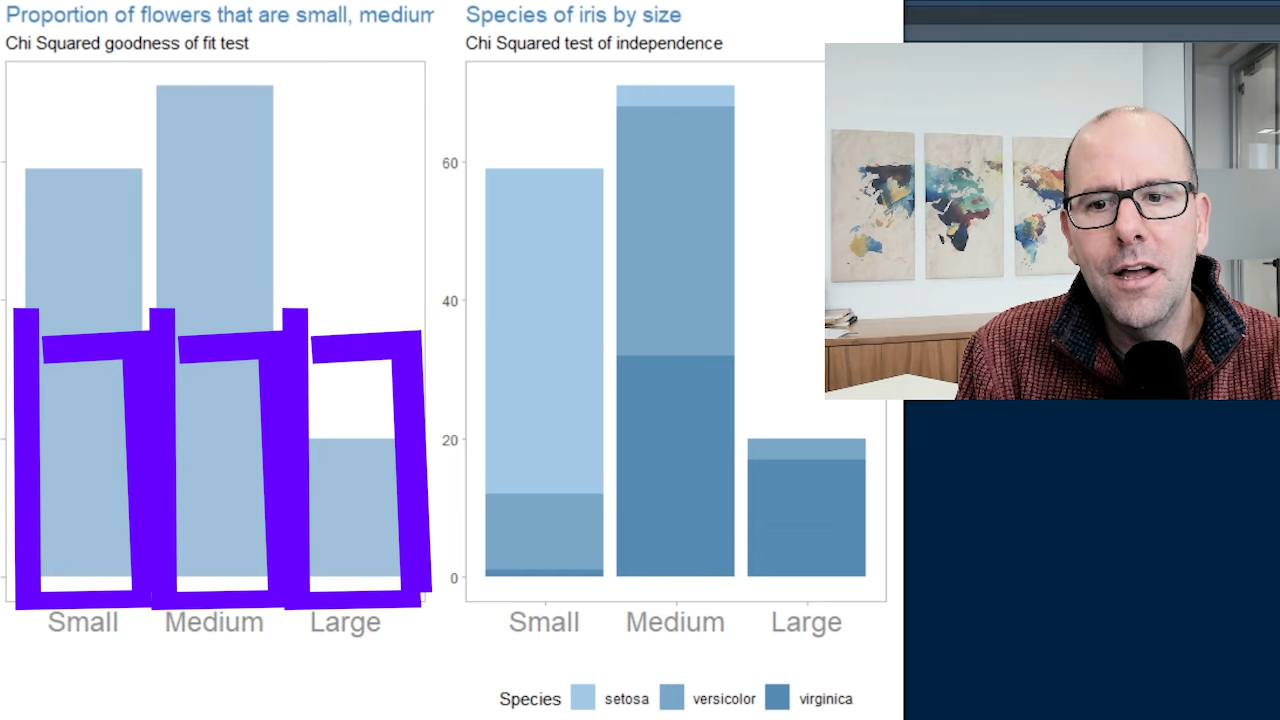 Proportion of flowers that are small, medium
Chi Squared goodness of fit test
Small Medium Large
Species of iris by size
Chi Squared test of independence
60
40
20
0
Small Medium Large
Species setosa versicolor virginica